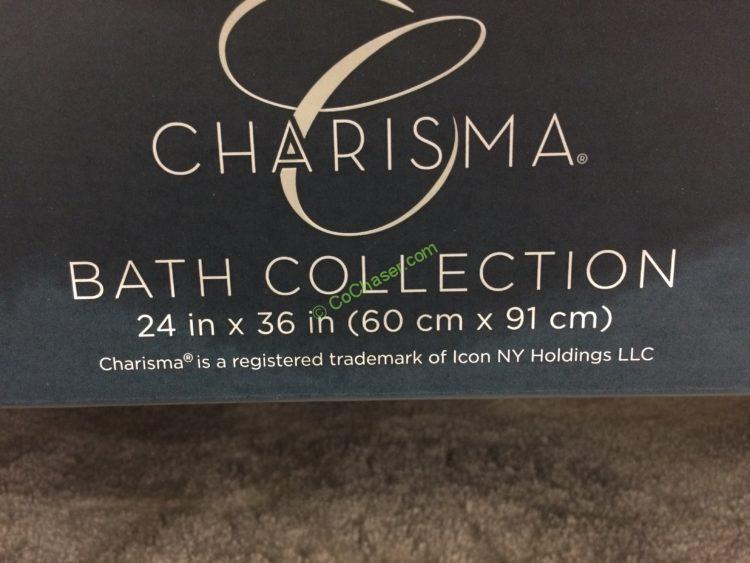 CHARISMA®
BATH COLLECTION
© CoChaser.com
24 in x 36 in (60 cm x 91 cm)
Charisma® is a registered trademark of Icon NY Holdings LLC